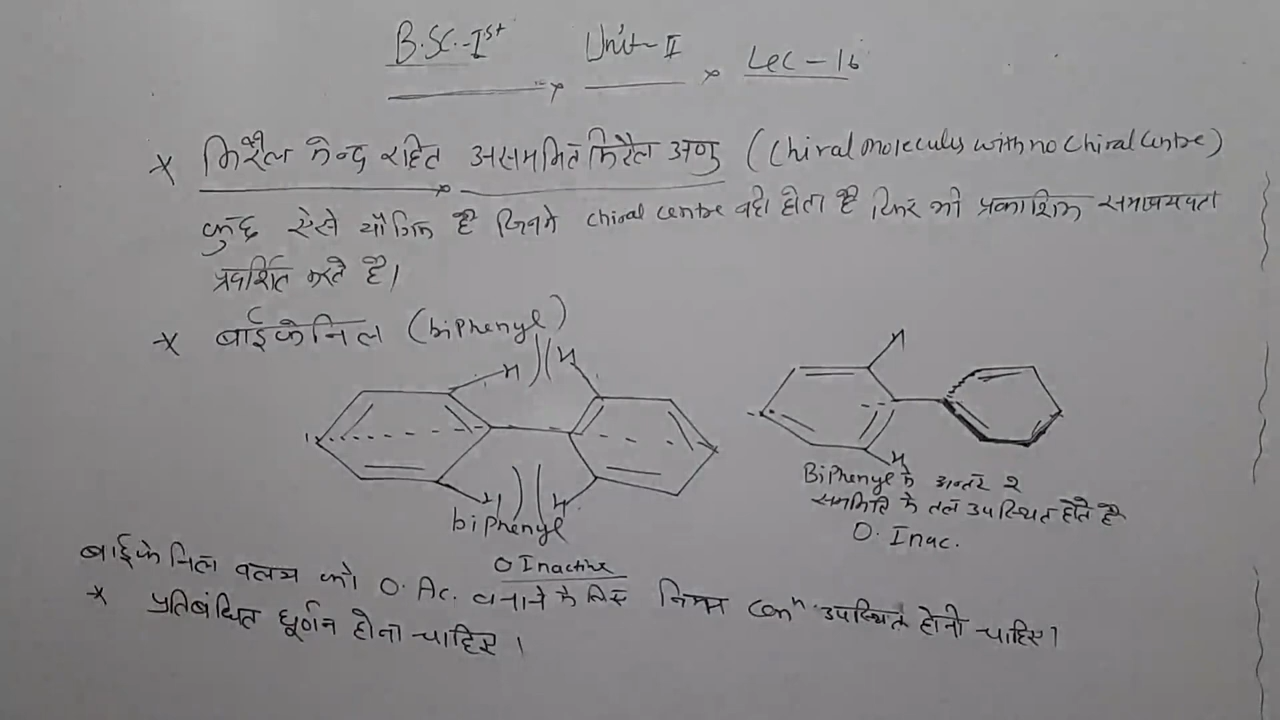 B.SC.-Ist Unit-II Lec-16
* किरैल केन्द्र रहित असममित किरैल अणु (Chiral moleculs with no Chiral Centre)
कुछ ऐसे यौगिक है जिनमे chiral centre नही होता है फिर भी प्रकाशिक समावयवता
प्रदर्शित करते है।
* बाईफेनिल (biphenyl)
H H
H H
biphenyl
O Inactive
H
H
Biphenyl के अन्दर 2
सममिति के तल उपस्थित होते है
O. Inac.
बाईफेनिल वलय को O. Ac. बनाने के लिए निम्न Conⁿ. उपस्थित होनी चाहिए।
* प्रतिबंधित घूर्णन होना चाहिए।